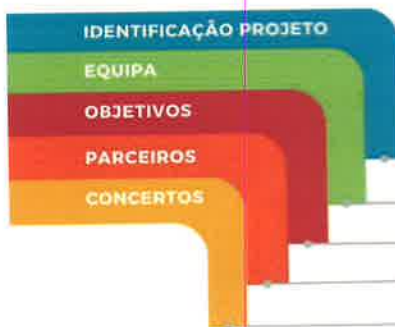 IDENTIFICAÇÃO PROJETO
EQUIPA
OBJETIVOS
PARCEIROS
CONCERTOS